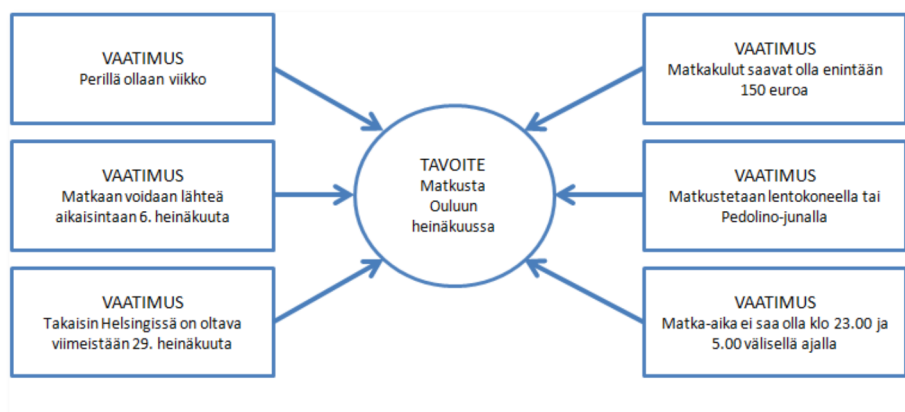 VAATIMUS
Perillä ollaan viikko
VAATIMUS
Matkaan voidaan lähteä
aikaisintaan 6. heinäkuuta
VAATIMUS
Takaisin Helsingissä on oltava
viimeistään 29. heinäkuuta
TAVOITE
Matkusta
Ouluun
heinäkuussa
VAATIMUS
Matkakulut saavat olla enintään
150 euroa
VAATIMUS
Matkustetaan lentokoneella tai
Pedolino-junalla
VAATIMUS
Matka-aika ei saa olla klo 23.00 ja
5.00 välisellä ajalla